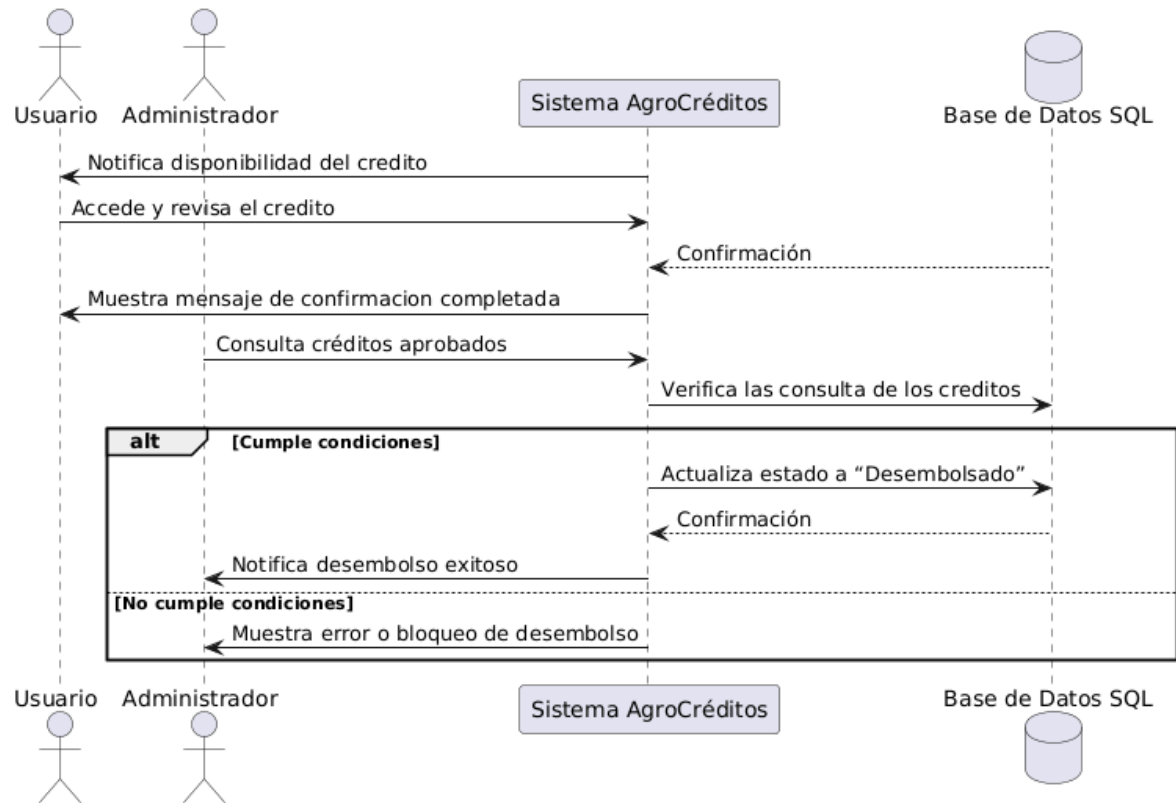 Usuario
Administrador
Sistema AgroCréditos
Base de Datos SQL
Notifica disponibilidad del credito
Accede y revisa el credito
Confirmación
Muestra mensaje de confirmacion completada
Consulta créditos aprobados
Verifica las consulta de los creditos
alt
[Cumple condiciones]
Actualiza estado a “Desembolsado”
Confirmación
Notifica desembolso exitoso
[No cumple condiciones]
Muestra error o bloqueo de desembolso
Usuario
Administrador
Sistema AgroCréditos
Base de Datos SQL